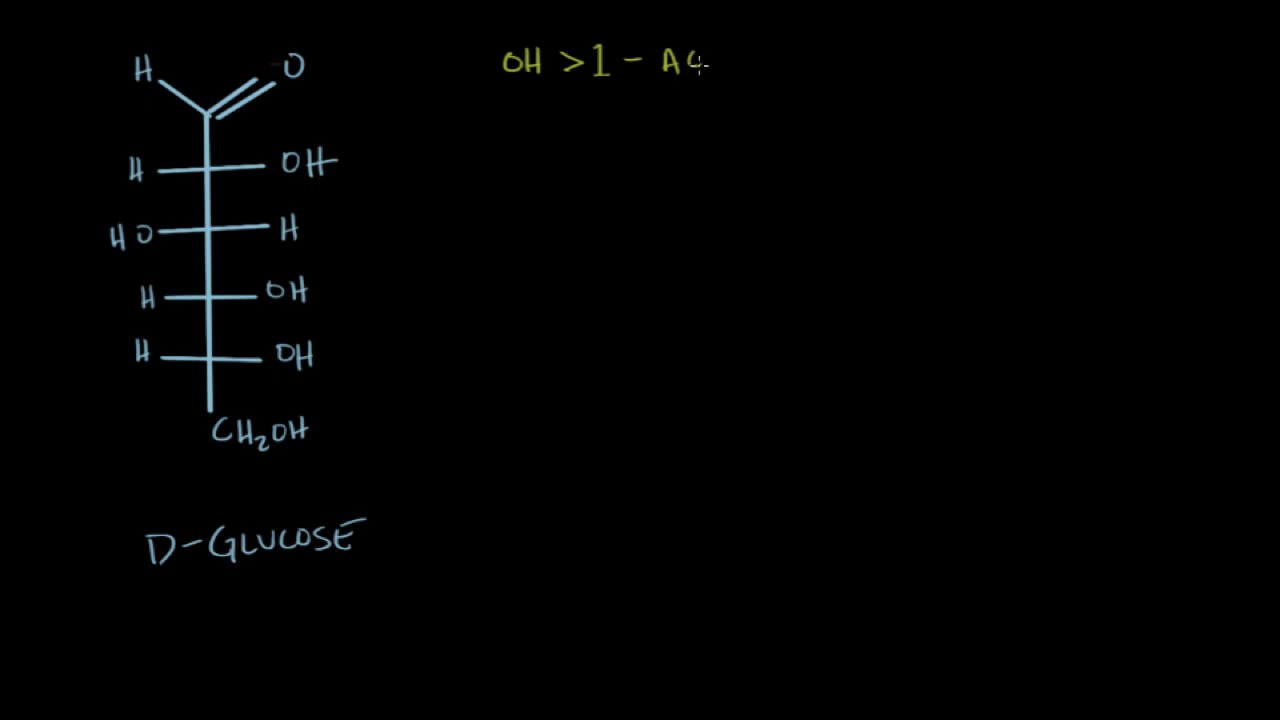 H O OH > 1 - A
H OH
HO H
H OH
H OH
CH₂OH
D-GLUCOSE